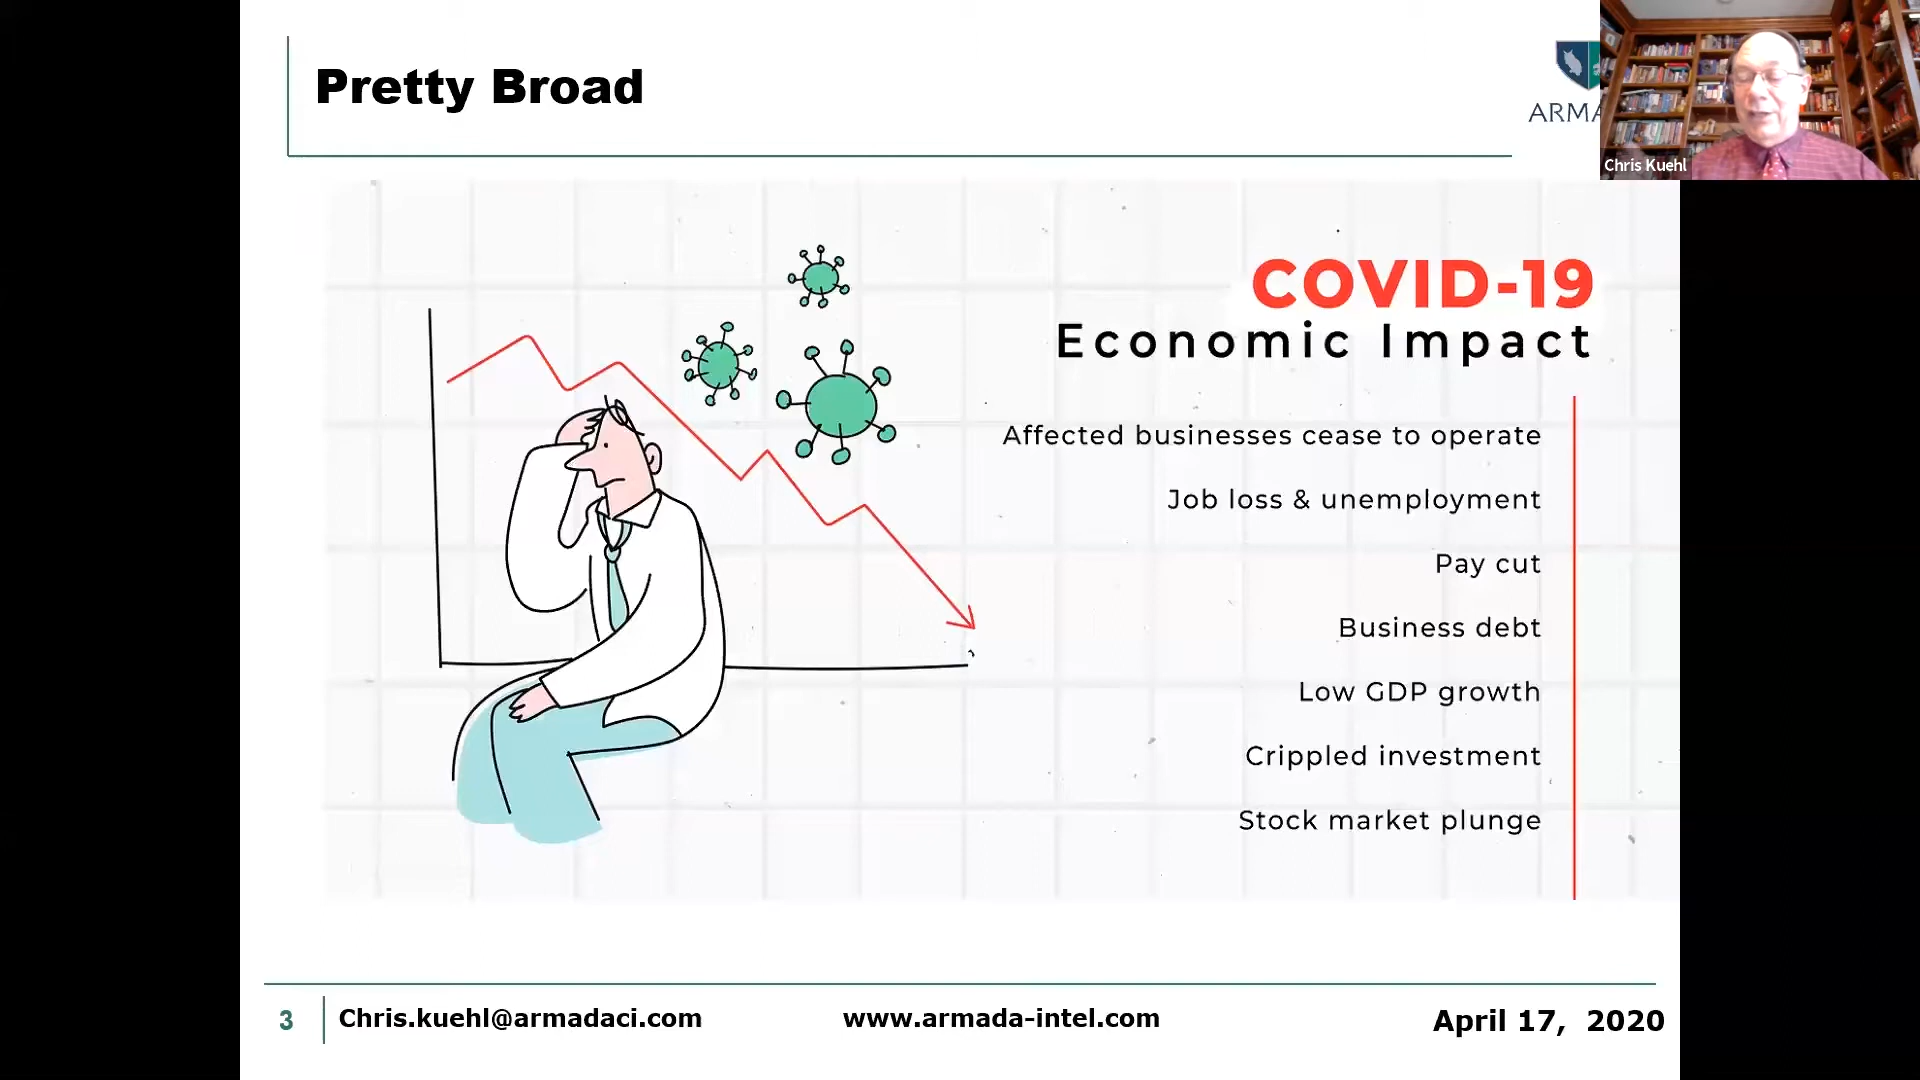 Pretty Broad
Chris Kuehl
COVID-19
Economic Impact
Affected businesses cease to operate
Job loss & unemployment
Pay cut
Business debt
Low GDP growth
Crippled investment
Stock market plunge
3
Chris.kuehl@armadaci.com
www.armada-intel.com
April 17, 2020